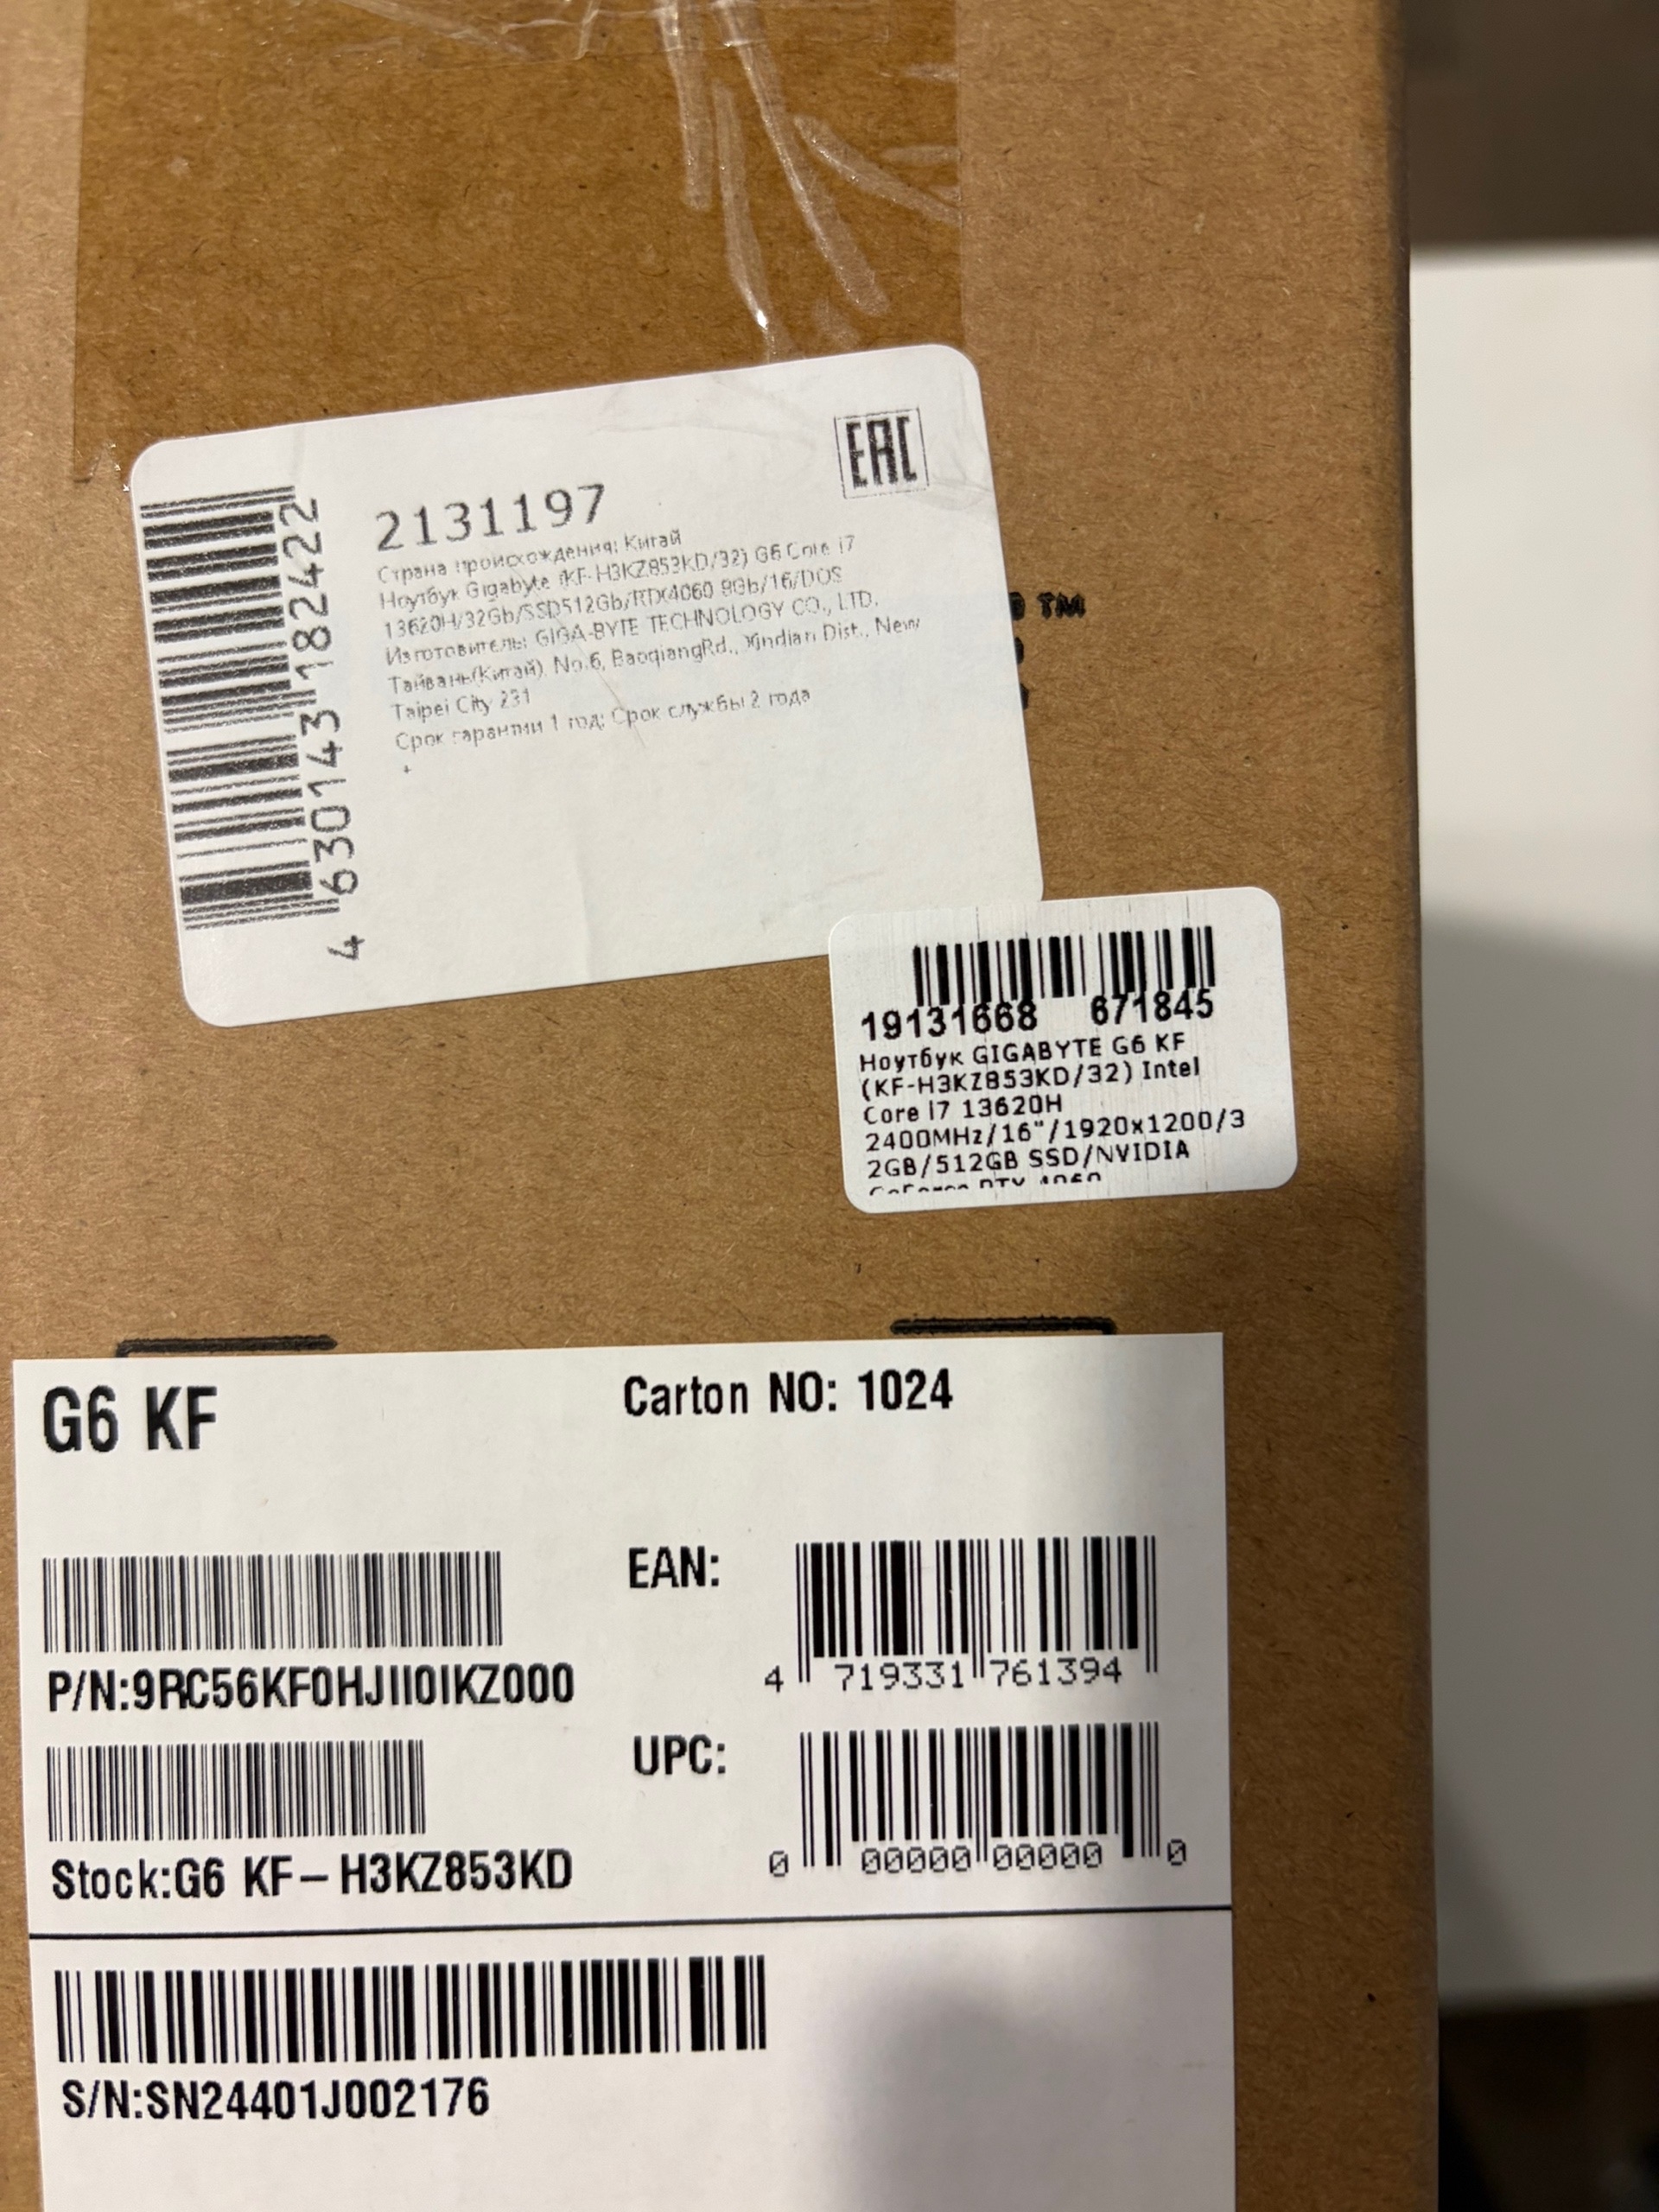 EAC
2131197
Страна происхождения: Китай
Ноутбук Gigabyte (KF-H3KZ853KD/32) G6 Core i7
13620H/32Gb/SSD512Gb/RTX4060 8Gb/16/DOS
Изготовитель: GIGA-BYTE TECHNOLOGY CO., LTD.
Тайвань(Китай). No.6, BaoqiangRd., Xindian Dist., New
Taipei City 231
Срок гарантии 1 год; Срок службы 2 года
+
4 630143 182422
TM
19131668 671845
Ноутбук GIGABYTE G6 KF
(KF-H3KZ853KD/32) Intel
Core i7 13620H
2400MHz/16"/1920x1200/3
2GB/512GB SSD/NVIDIA
GeForce RTX 4060
G6 KF
Carton NO: 1024
EAN:
4 719331 761394
P/N:9RC56KF0HJII0IKZ000
UPC:
0 00000 00000 0
Stock:G6 KF-H3KZ853KD
S/N:SN24401J002176